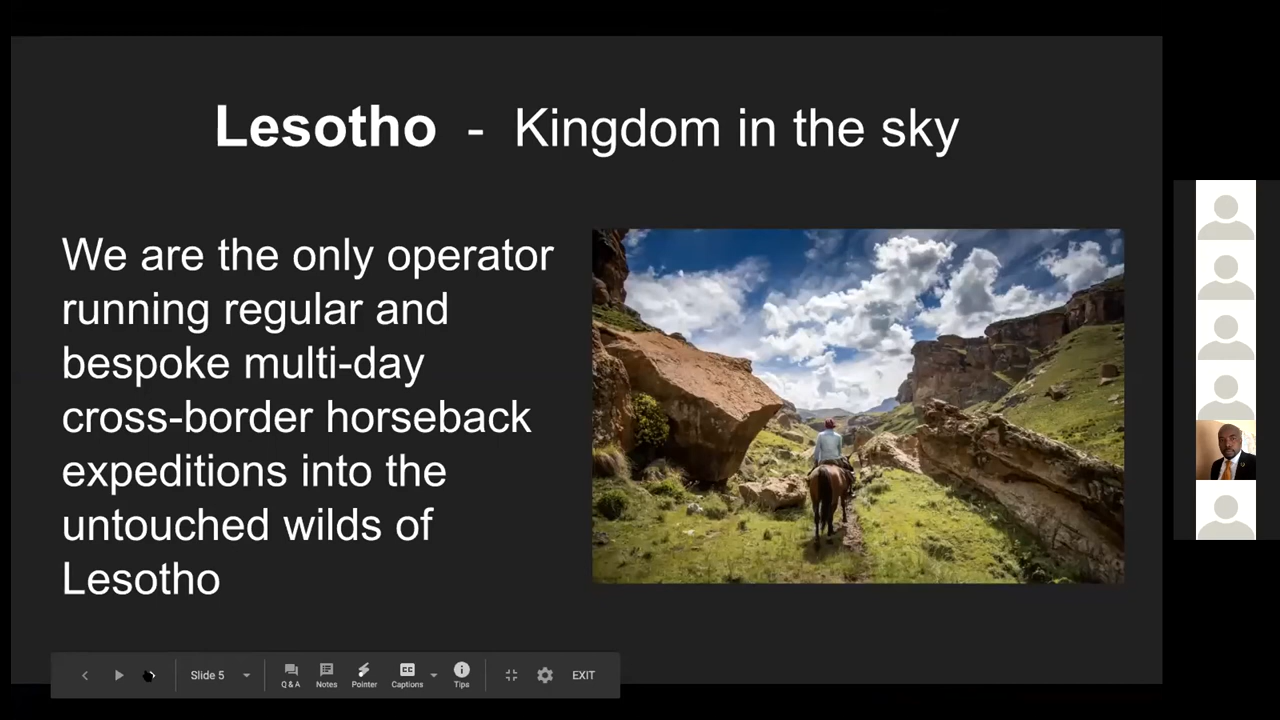 Lesotho - Kingdom in the sky
We are the only operator
running regular and
bespoke multi-day
cross-border horseback
expeditions into the
untouched wilds of
Lesotho
Slide 5
Q & A
Notes
Pointer
CC
Captions
Tips
EXIT